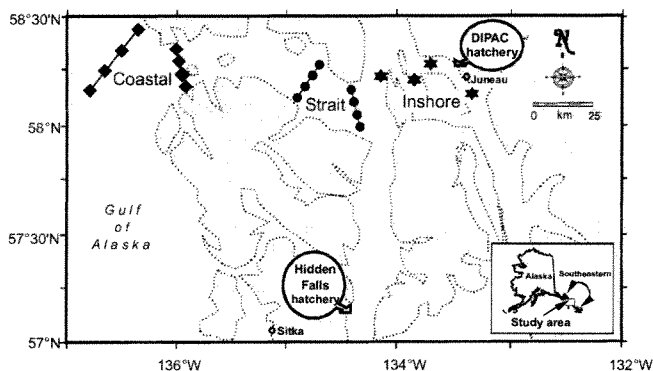 58°30'N
DIPAC
hatchery
N
Juneau
Coastal
Strait
Inshore
0 km 25
58°N
Gulf
of
Alaska
57°30'N
Hidden
Falls
hatchery
Alaska
Southeastern
Study area
Sitka
57°N
136°W
134°W
132°W